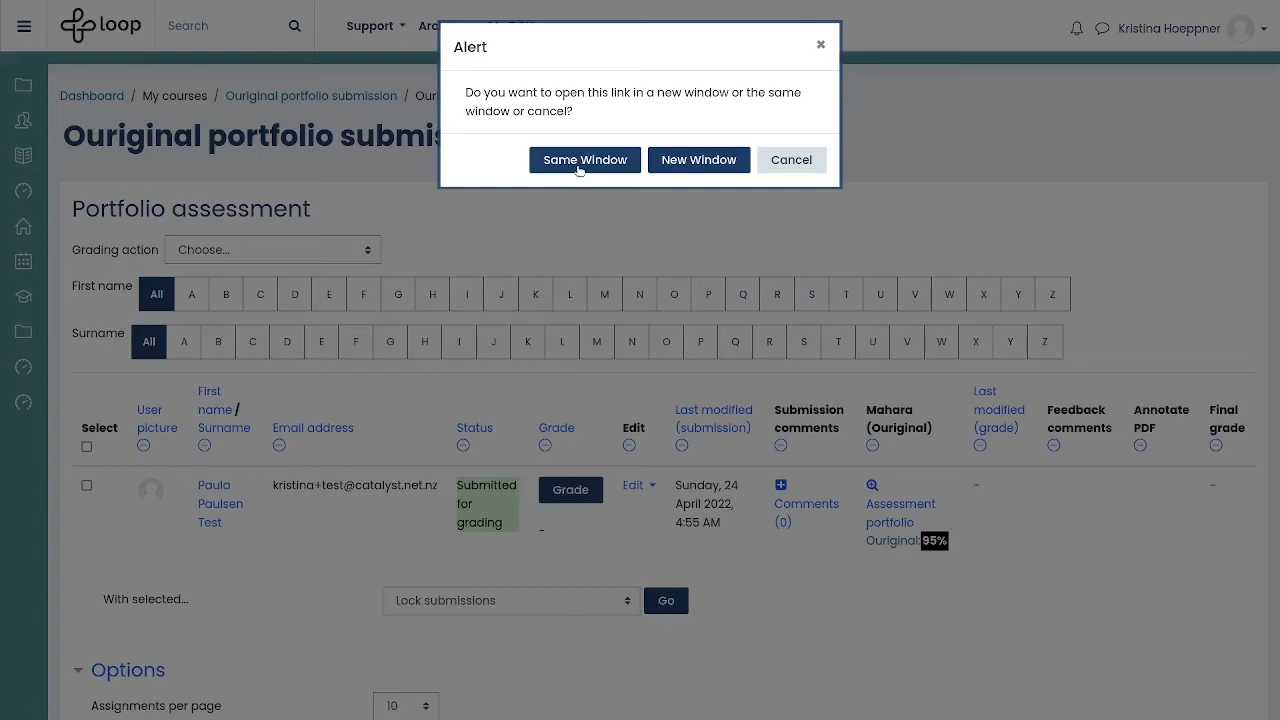 loop
Search
Support
Kristina Hoeppner
Alert
×
Do you want to open this link in a new window or the same
window or cancel?
Same Window
New Window
Cancel
Dashboard / My courses / Ouriginal portfolio submission / Our
Ouriginal portfolio submis
Portfolio assessment
Grading action
Choose...
First name
All A B C D E F G H I J K L M N O P Q R S T U V W X Y Z
Surname
All A B C D E F G H I J K L M N O P Q R S T U V W X Y Z
Select
User
picture
First
name /
Surname
Email address
Status
Grade
Edit
Last modified
(submission)
Submission
comments
Mahara
(Ouriginal)
Last
modified
(grade)
Feedback
comments
Annotate
PDF
Final
grade
Paula
Paulsen
Test
kristina+test@catalyst.net.nz
Submitted
for
grading
Grade
-
Edit
Sunday, 24
April 2022,
4:55 AM
Comments
(0)
Assessment
portfolio
Ouriginal:95%
-
-
With selected...
Lock submissions
Go
Options
Assignments per page
10